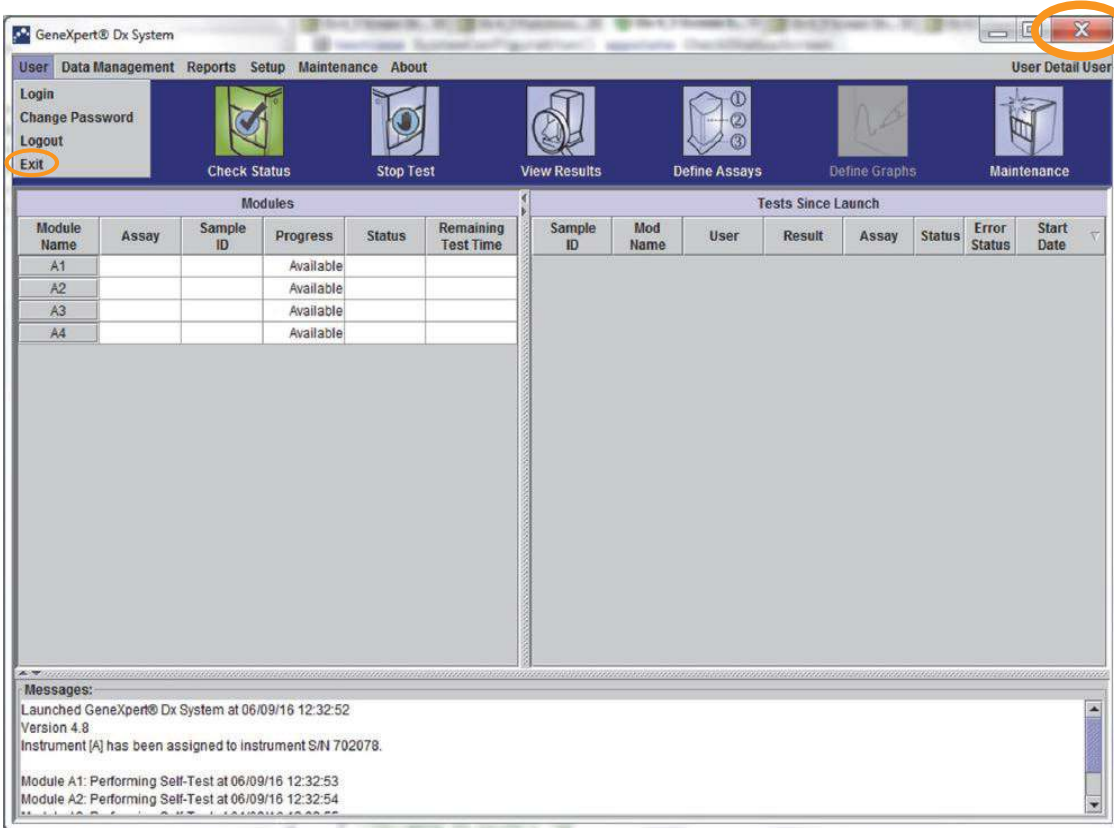 GeneXpert® Dx System
User Data Management Reports Setup Maintenance About User Detail User
Login
Change Password
Logout
Exit
Check Status Stop Test View Results Define Assays Define Graphs Maintenance
① ② ③
Modules
Module Name Assay Sample ID Progress Status Remaining Test Time
A1 Available
A2 Available
A3 Available
A4 Available
Tests Since Launch
Sample ID Mod Name User Result Assay Status Error Status Start Date
Messages:
Launched GeneXpert® Dx System at 06/09/16 12:32:52
Version 4.8
Instrument [A] has been assigned to instrument S/N 702078.
Module A1: Performing Self-Test at 06/09/16 12:32:53
Module A2: Performing Self-Test at 06/09/16 12:32:54